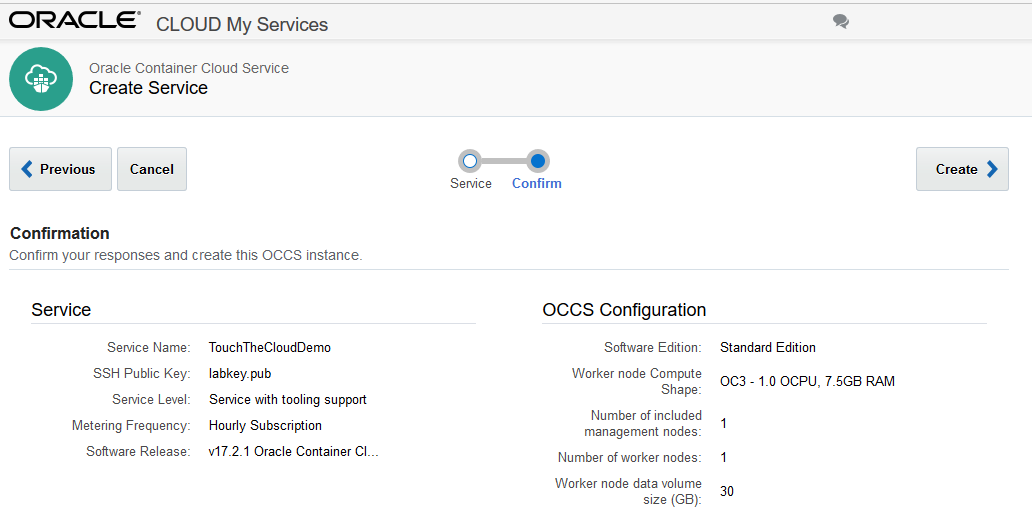 ORACLE® CLOUD My Services
Oracle Container Cloud Service
Create Service
Previous
Cancel
Service
Confirm
Create
Confirmation
Confirm your responses and create this OCCS instance.
Service
Service Name: TouchTheCloudDemo
SSH Public Key: labkey.pub
Service Level: Service with tooling support
Metering Frequency: Hourly Subscription
Software Release: v17.2.1 Oracle Container Cl...
OCCS Configuration
Software Edition: Standard Edition
Worker node Compute
Shape: OC3 - 1.0 OCPU, 7.5GB RAM
Number of included
management nodes: 1
Number of worker nodes: 1
Worker node data volume
size (GB): 30